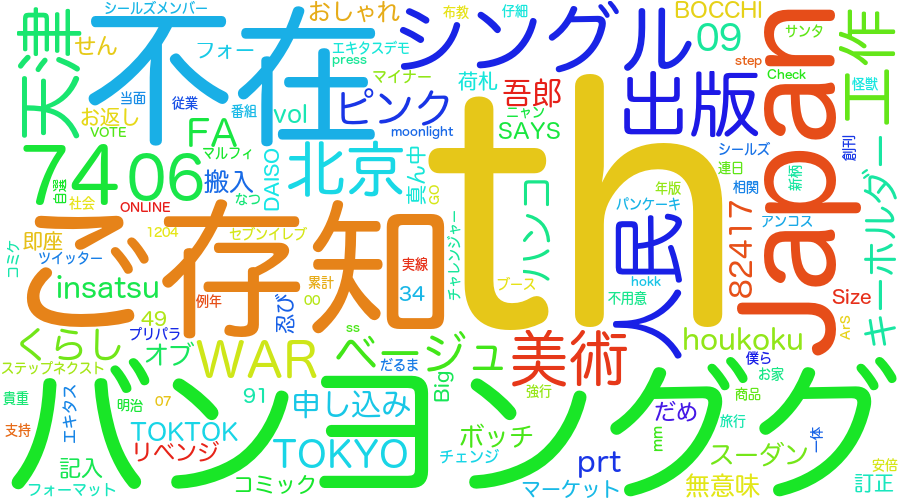 シールズメンバー
おしゃれ
布教
仔細
シングル
BOCCHI
09
サンタ
工作
天津
せん
不在
フォー
エキタスデモ
press
マイナー
荷札
step
Check
怪獣
Japan
当面
従業
番組
vol
ピンク
moonlight
吾郎
ニャン
SAYS
出版
お返し
VOTE
FA
マルフィ
74
06
搬入
DAISO
北京
真ん中
GO
th
シールズ
連日
創刊
自濡
社会
ONLINE
なつ
ハンコ
人民
年版
パンケーキ
相関
新柄
キーホルダー
ご存知
1204
セブンイレブ
チャレンジャー
82417
アンコス
コミケ
即座
ツイッター
insatsu
例年
忍び
累計
00
実線
34
ブース
hokk
不用意
Size
ArS
49
プリパラ
ss
くらし
オブ
WAR
ベージュ
だるま
美術
houkoku
僕ら
お家
ステップネクスト
貴重
エキタス
明治
07
91
Big
強行
商品
バンヨングク
申し込み
だめ
旅行
支持
TOKTOK
リベンジ
TOKYO
ボッチ
チェンジ
mm
スーダン
一体
記入
フォーマット
コミック
prt
マーケット
無意味
安倍
訂正